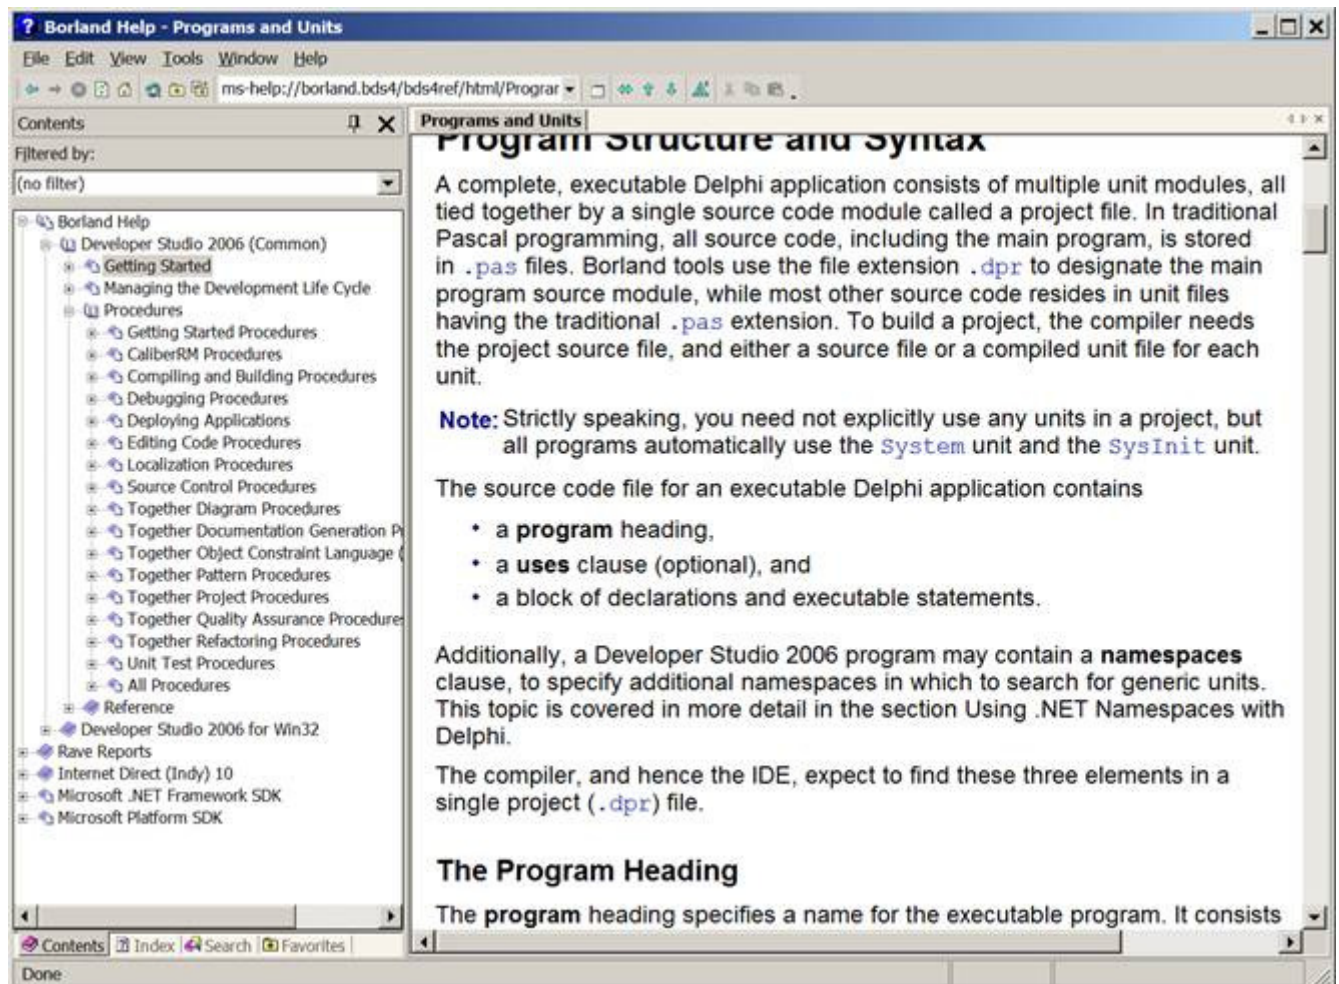 Borland Help - Programs and Units
File Edit View Tools Window Help
ms-help://borland.bds4/bds4ref/html/Prograr
Contents
Filtered by:
(no filter)
Borland Help
Developer Studio 2006 (Common)
Getting Started
Managing the Development Life Cycle
Procedures
Getting Started Procedures
CaliberRM Procedures
Compiling and Building Procedures
Debugging Procedures
Deploying Applications
Editing Code Procedures
Localization Procedures
Source Control Procedures
Together Diagram Procedures
Together Documentation Generation P
Together Object Constraint Language (
Together Pattern Procedures
Together Project Procedures
Together Quality Assurance Procedure
Together Refactoring Procedures
Unit Test Procedures
All Procedures
Reference
Developer Studio 2006 for Win32
Rave Reports
Internet Direct (Indy) 10
Microsoft .NET Framework SDK
Microsoft Platform SDK
Contents Index Search Favorites
Programs and Units
Program Structure and Syntax
A complete, executable Delphi application consists of multiple unit modules, all
tied together by a single source code module called a project file. In traditional
Pascal programming, all source code, including the main program, is stored
in .pas files. Borland tools use the file extension .dpr to designate the main
program source module, while most other source code resides in unit files
having the traditional .pas extension. To build a project, the compiler needs
the project source file, and either a source file or a compiled unit file for each
unit.
Note: Strictly speaking, you need not explicitly use any units in a project, but
all programs automatically use the System unit and the SysInit unit.
The source code file for an executable Delphi application contains
• a program heading,
• a uses clause (optional), and
• a block of declarations and executable statements.
Additionally, a Developer Studio 2006 program may contain a namespaces
clause, to specify additional namespaces in which to search for generic units.
This topic is covered in more detail in the section Using .NET Namespaces with
Delphi.
The compiler, and hence the IDE, expect to find these three elements in a
single project (.dpr) file.
The Program Heading
The program heading specifies a name for the executable program. It consists
Done